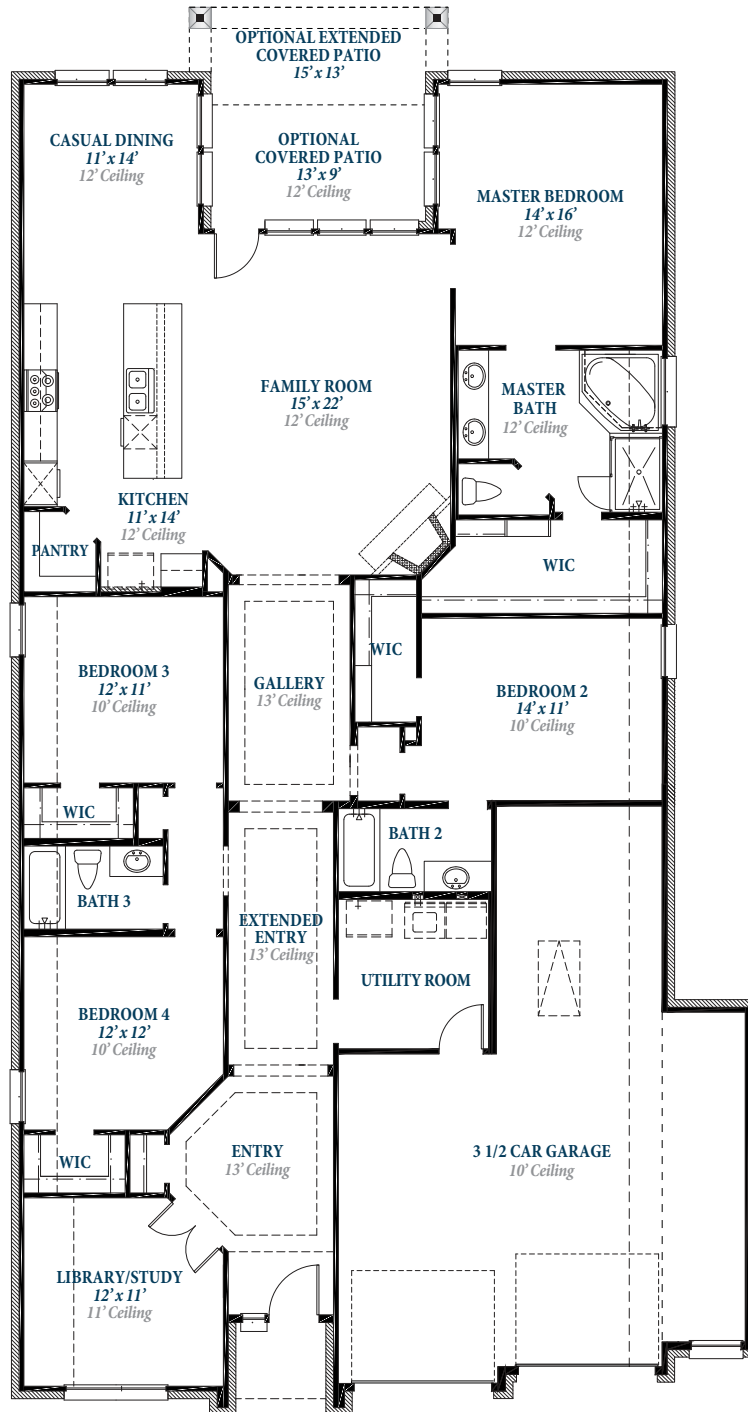 OPTIONAL EXTENDED
COVERED PATIO
15' x 13'
CASUAL DINING
11' x 14'
12' Ceiling
OPTIONAL
COVERED PATIO
13' x 9'
12' Ceiling
MASTER BEDROOM
14' x 16'
12' Ceiling
FAMILY ROOM
15' x 22'
12' Ceiling
MASTER
BATH
12' Ceiling
KITCHEN
11' x 14'
12' Ceiling
PANTRY
WIC
WIC
BEDROOM 3
12' x 11'
10' Ceiling
GALLERY
13' Ceiling
BEDROOM 2
14' x 11'
10' Ceiling
WIC
BATH 2
BATH 3
EXTENDED
ENTRY
13' Ceiling
UTILITY ROOM
BEDROOM 4
12' x 12'
10' Ceiling
WIC
ENTRY
13' Ceiling
3 1/2 CAR GARAGE
10' Ceiling
LIBRARY/STUDY
12' x 11'
11' Ceiling